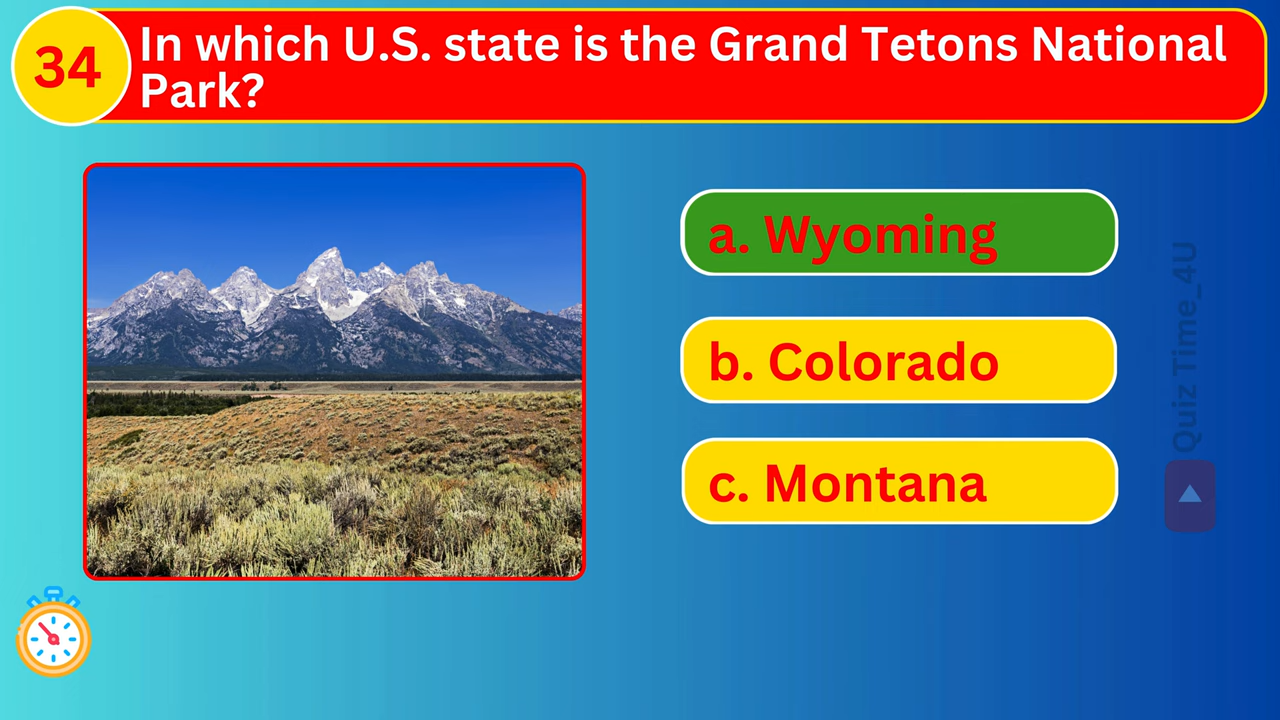 34
In which U.S. state is the Grand Tetons National
Park?
a. Wyoming
b. Colorado
c. Montana
Quiz Time_4U